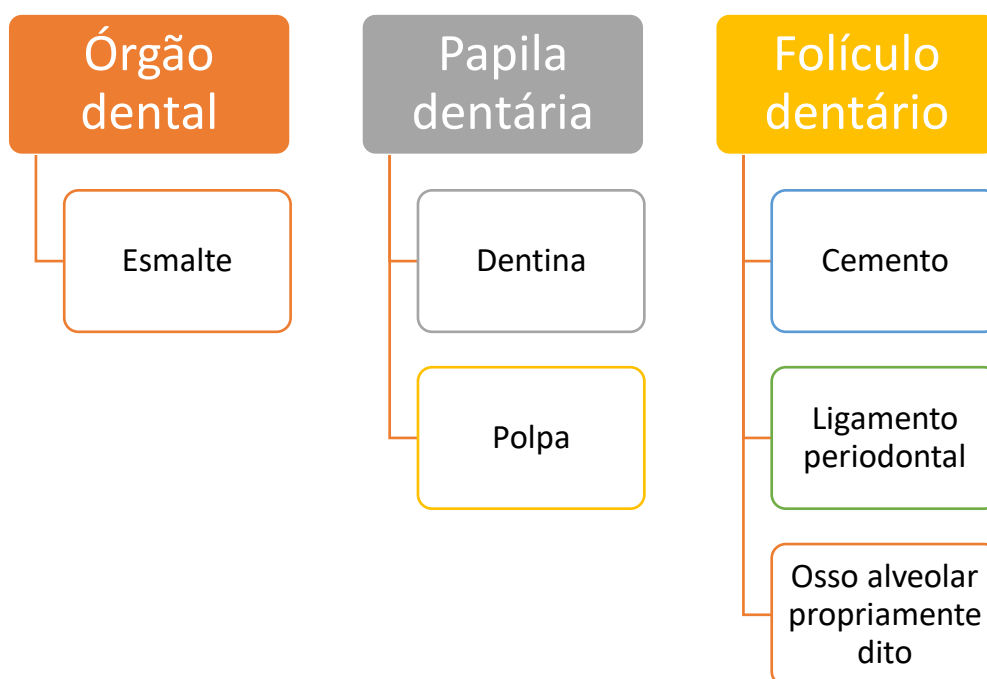 Órgão
dental
Esmalte
Papila
dentária
Dentina
Polpa
Folículo
dentário
Cemento
Ligamento
periodontal
Osso alveolar
propriamente
dito